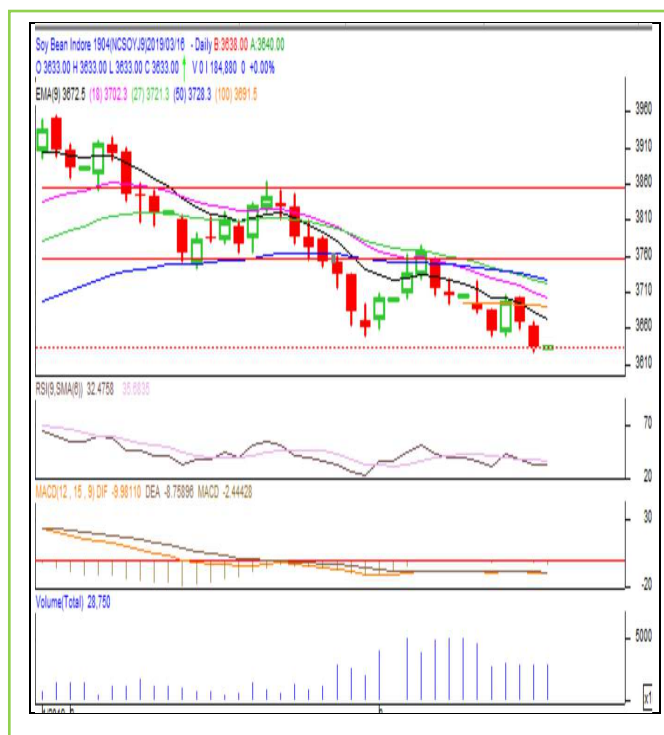 Soy Bean Indore 1904(NCSOYJ9)2019/03/16 - Daily B:3638.00 A:3640.00
O 3633.00 H 3633.00 L 3633.00 C 3633.00 V 0 I 184,880 0 +0.00%
EMA(9) 3672.5 (18) 3702.3 (27) 3721.3 (50) 3728.3 (100) 3691.5
3960
3910
3860
3810
3760
3710
3660
3610
RSI(9,SMA(6)) 32.4758 35.6835
70
20
MACD(12 , 15 , 9) DIF -9.98110 DEA -8.75896 MACD -2.44428
30
-20
Volume(Total) 28,750
5000
x1